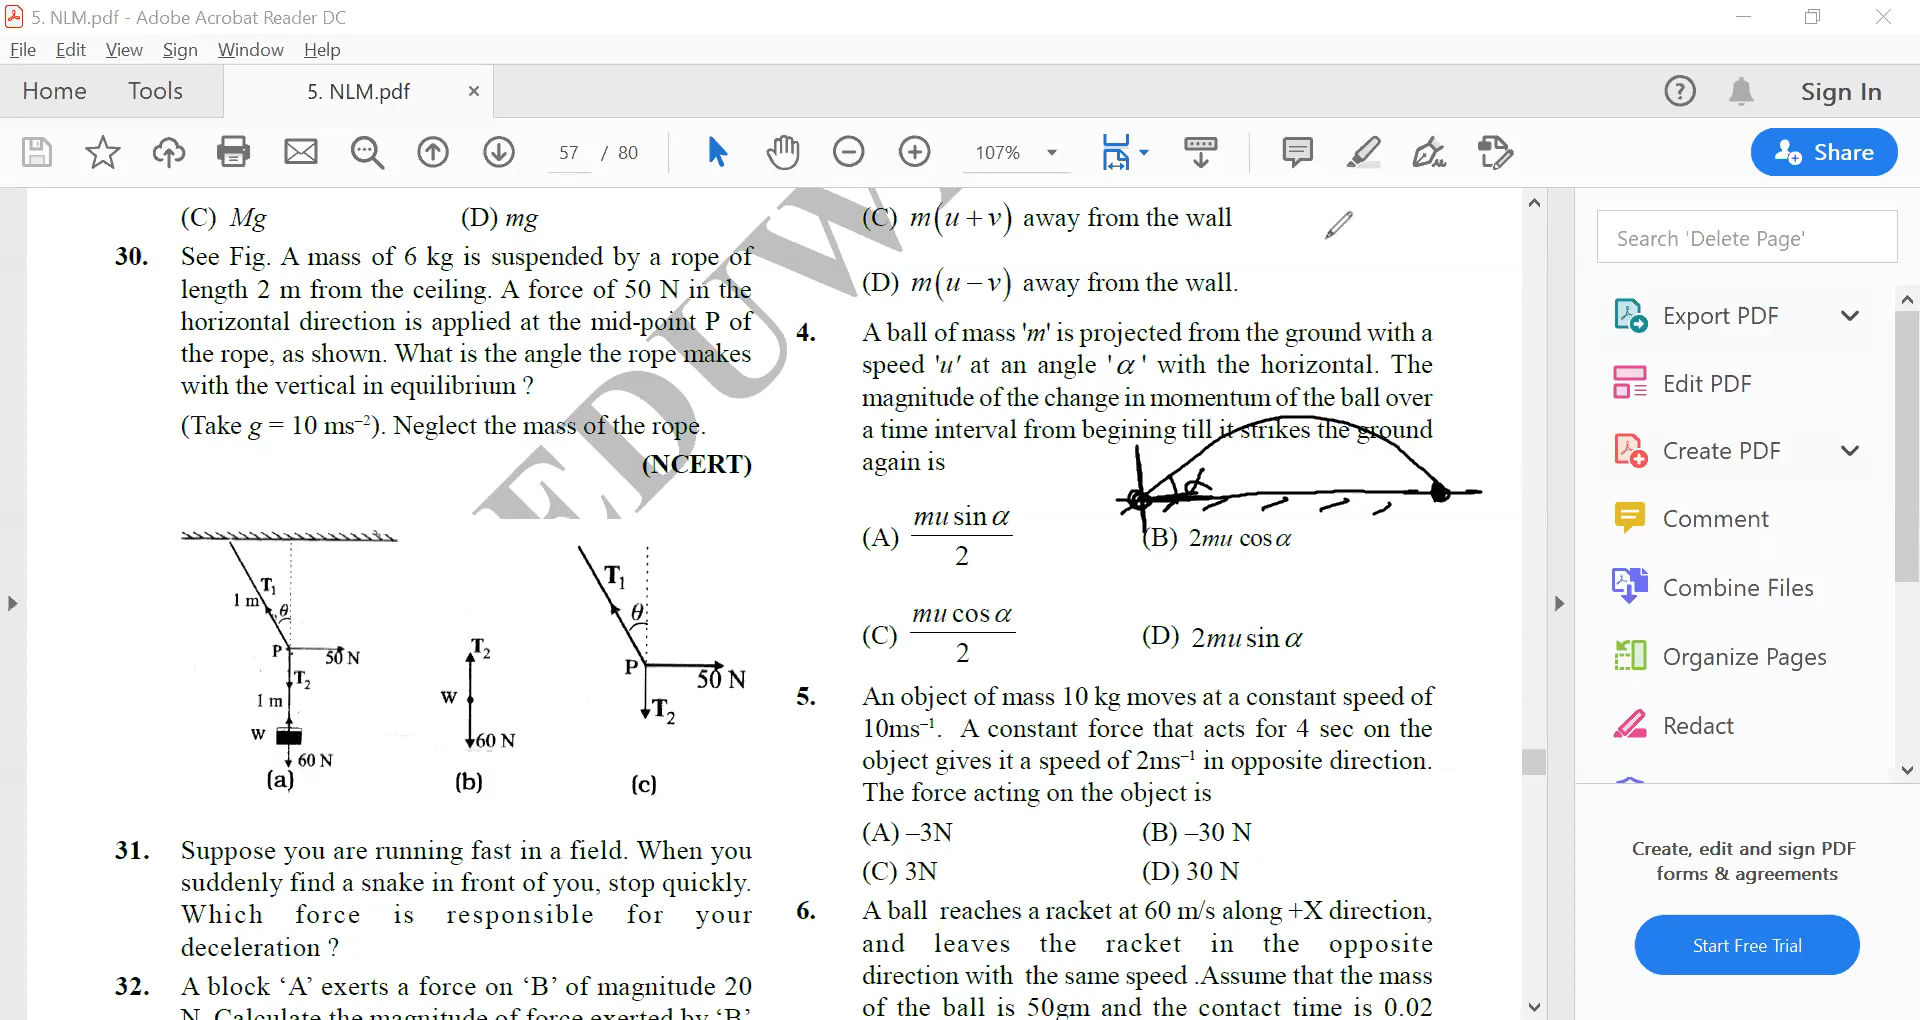 5. NLM.pdf - Adobe Acrobat Reader DC
File Edit View Sign Window Help
Home Tools 5. NLM.pdf × ? Sign In
57 / 80 107% Share
(C) Mg (D) mg
30. See Fig. A mass of 6 kg is suspended by a rope of
length 2 m from the ceiling. A force of 50 N in the
horizontal direction is applied at the mid-point P of
the rope, as shown. What is the angle the rope makes
with the vertical in equilibrium ?
(Take g = 10 ms⁻²). Neglect the mass of the rope.
(NCERT)
T₁
1 m
θ
P
50 N
T₂
1 m
W
60 N
(a)
T₂
W
60 N
(b)
T₁
θ
P
50 N
T₂
(c)
31. Suppose you are running fast in a field. When you
suddenly find a snake in front of you, stop quickly.
Which force is responsible for your
deceleration ?
32. A block ‘A’ exerts a force on ‘B’ of magnitude 20
N. Calculate the magnitude of force exerted by ‘B’
EDUW
(C) m(u+v) away from the wall
(D) m(u−v) away from the wall.
4. A ball of mass 'm' is projected from the ground with a
speed 'u' at an angle 'α' with the horizontal. The
magnitude of the change in momentum of the ball over
a time interval from begining till it strikes the ground
again is
α
(A) mu sin α / 2 (B) 2mu cos α
(C) mu cos α / 2 (D) 2mu sin α
5. An object of mass 10 kg moves at a constant speed of
10ms⁻¹. A constant force that acts for 4 sec on the
object gives it a speed of 2ms⁻¹ in opposite direction.
The force acting on the object is
(A) –3N (B) –30 N
(C) 3N (D) 30 N
6. A ball reaches a racket at 60 m/s along +X direction,
and leaves the racket in the opposite
direction with the same speed .Assume that the mass
of the ball is 50gm and the contact time is 0.02
Search 'Delete Page'
Export PDF
Edit PDF
Create PDF
Comment
Combine Files
Organize Pages
Redact
Create, edit and sign PDF
forms & agreements
Start Free Trial